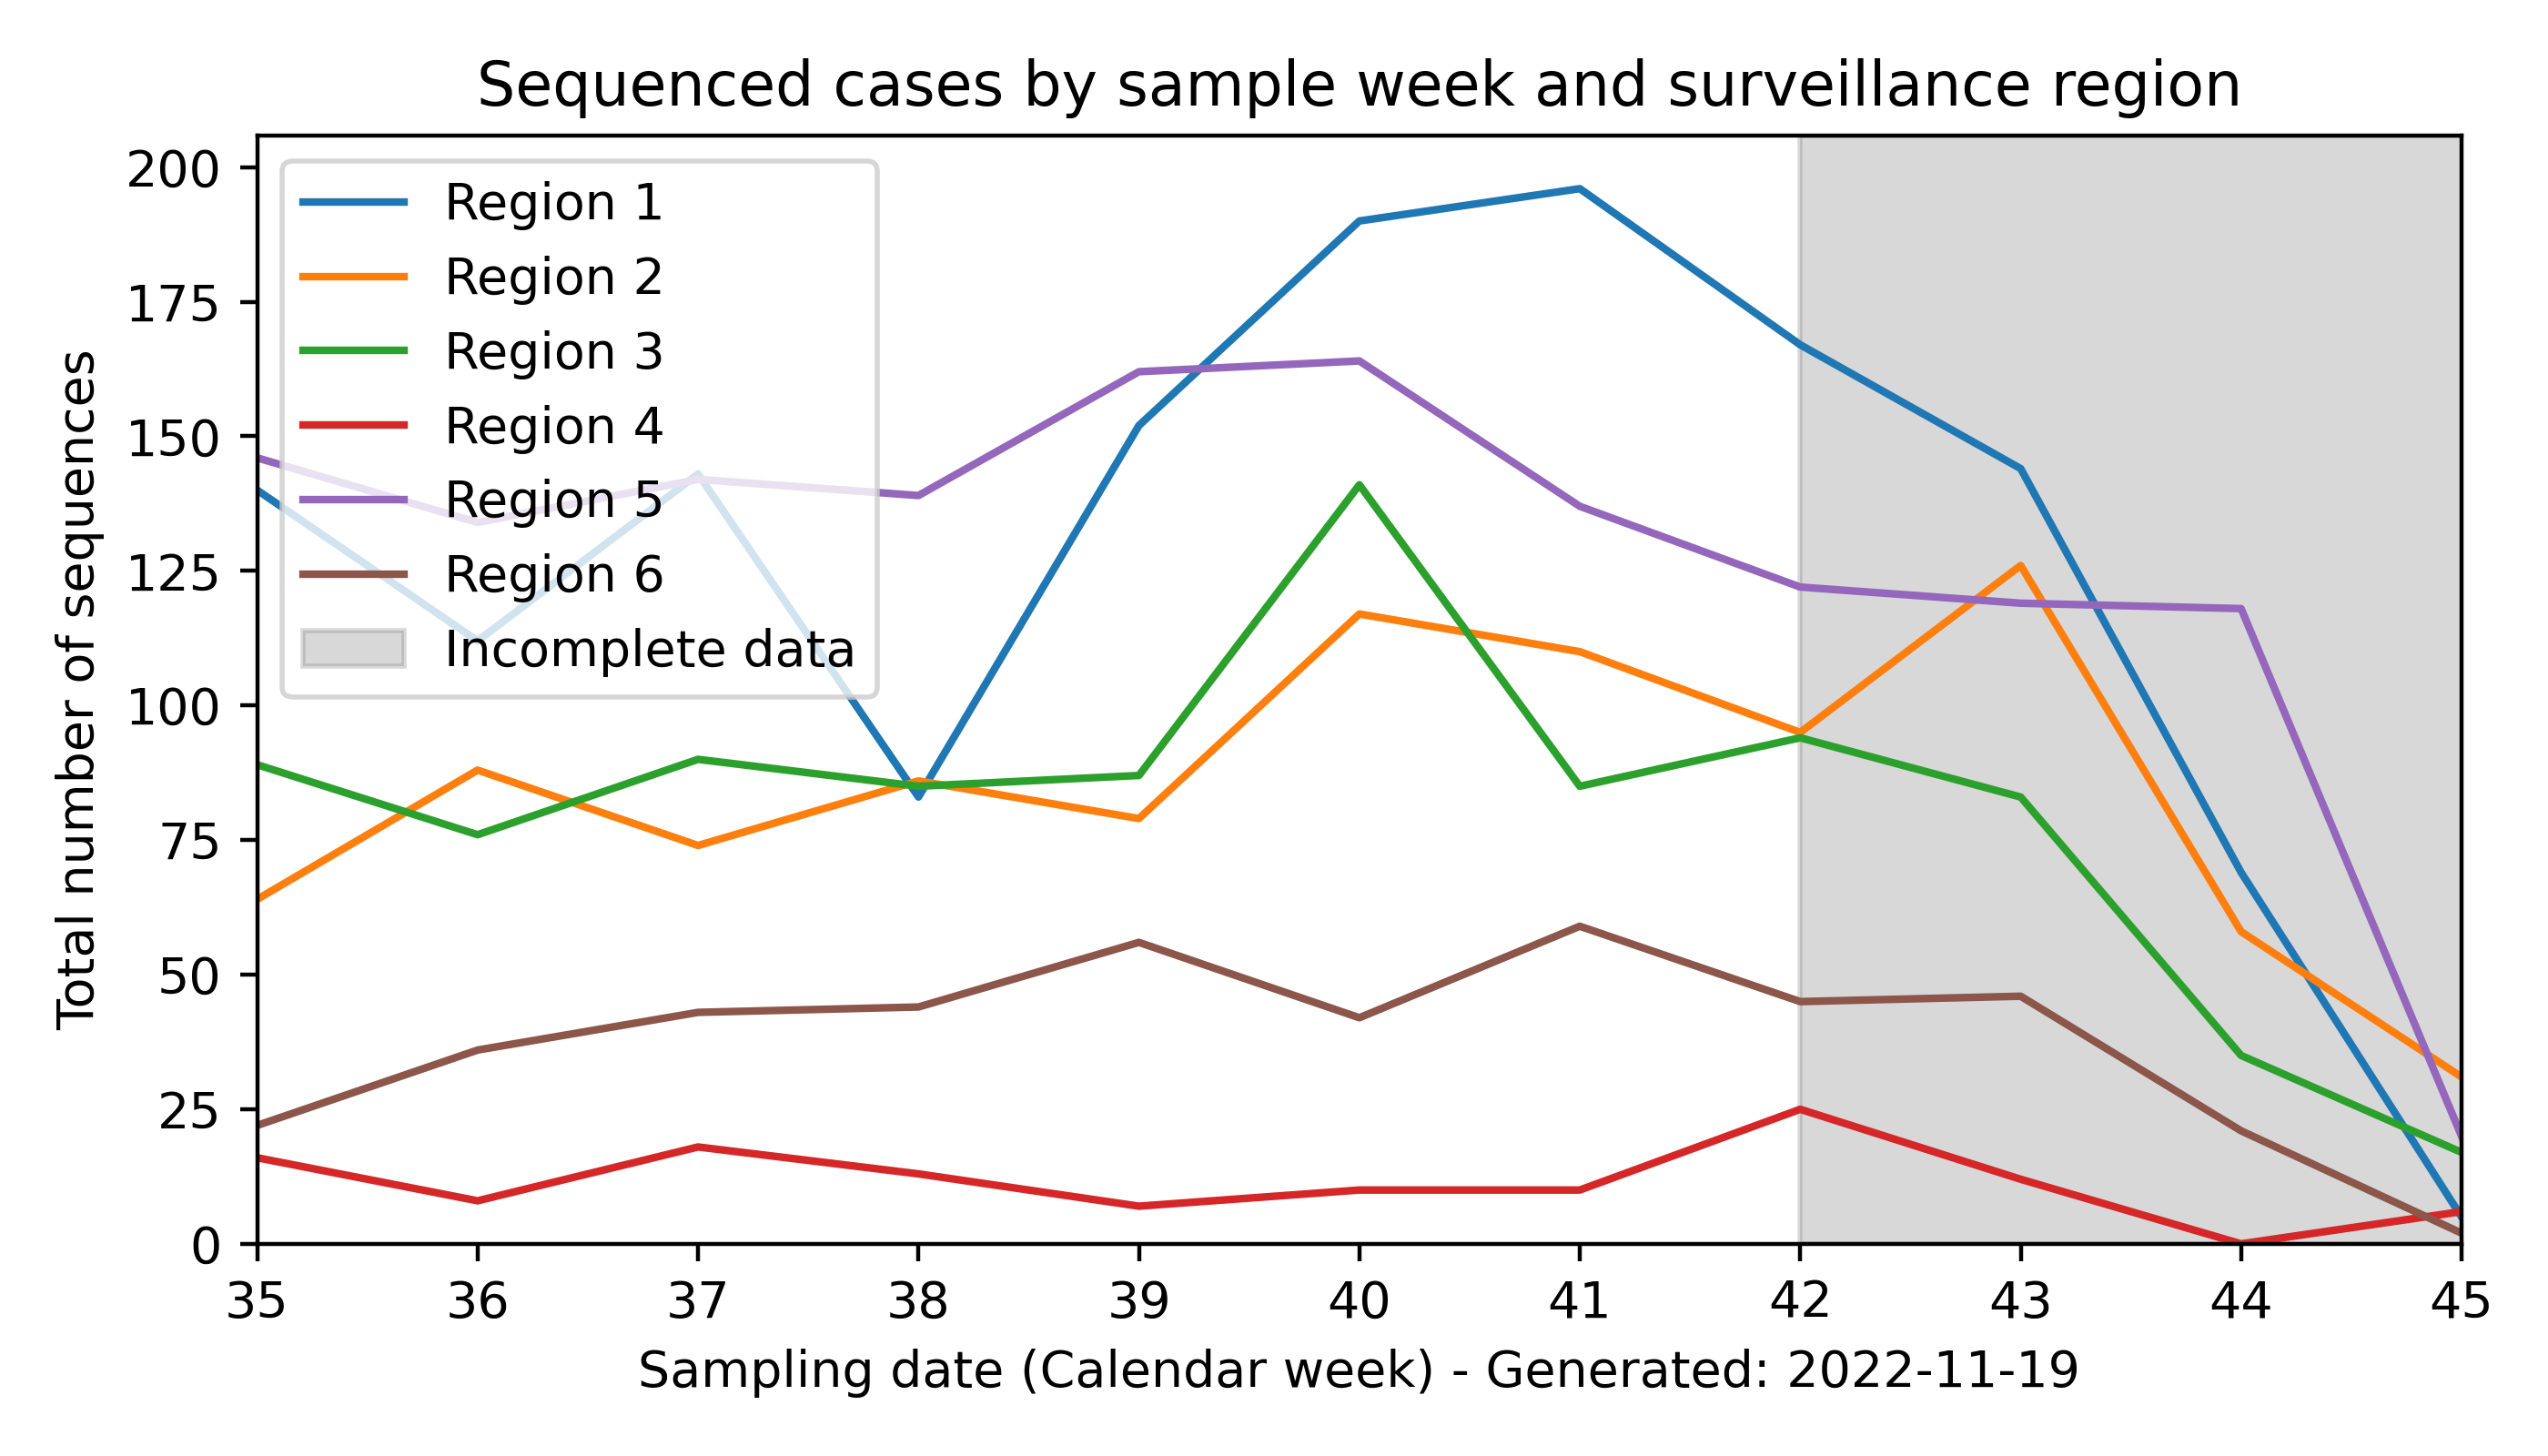 Sequenced cases by sample week and surveillance region
Total number of sequences
200
175
150
125
100
75
50
25
0
Region 1
Region 2
Region 3
Region 4
Region 5
Region 6
Incomplete data
35 36 37 38 39 40 41 42 43 44 45
Sampling date (Calendar week) - Generated: 2022-11-19